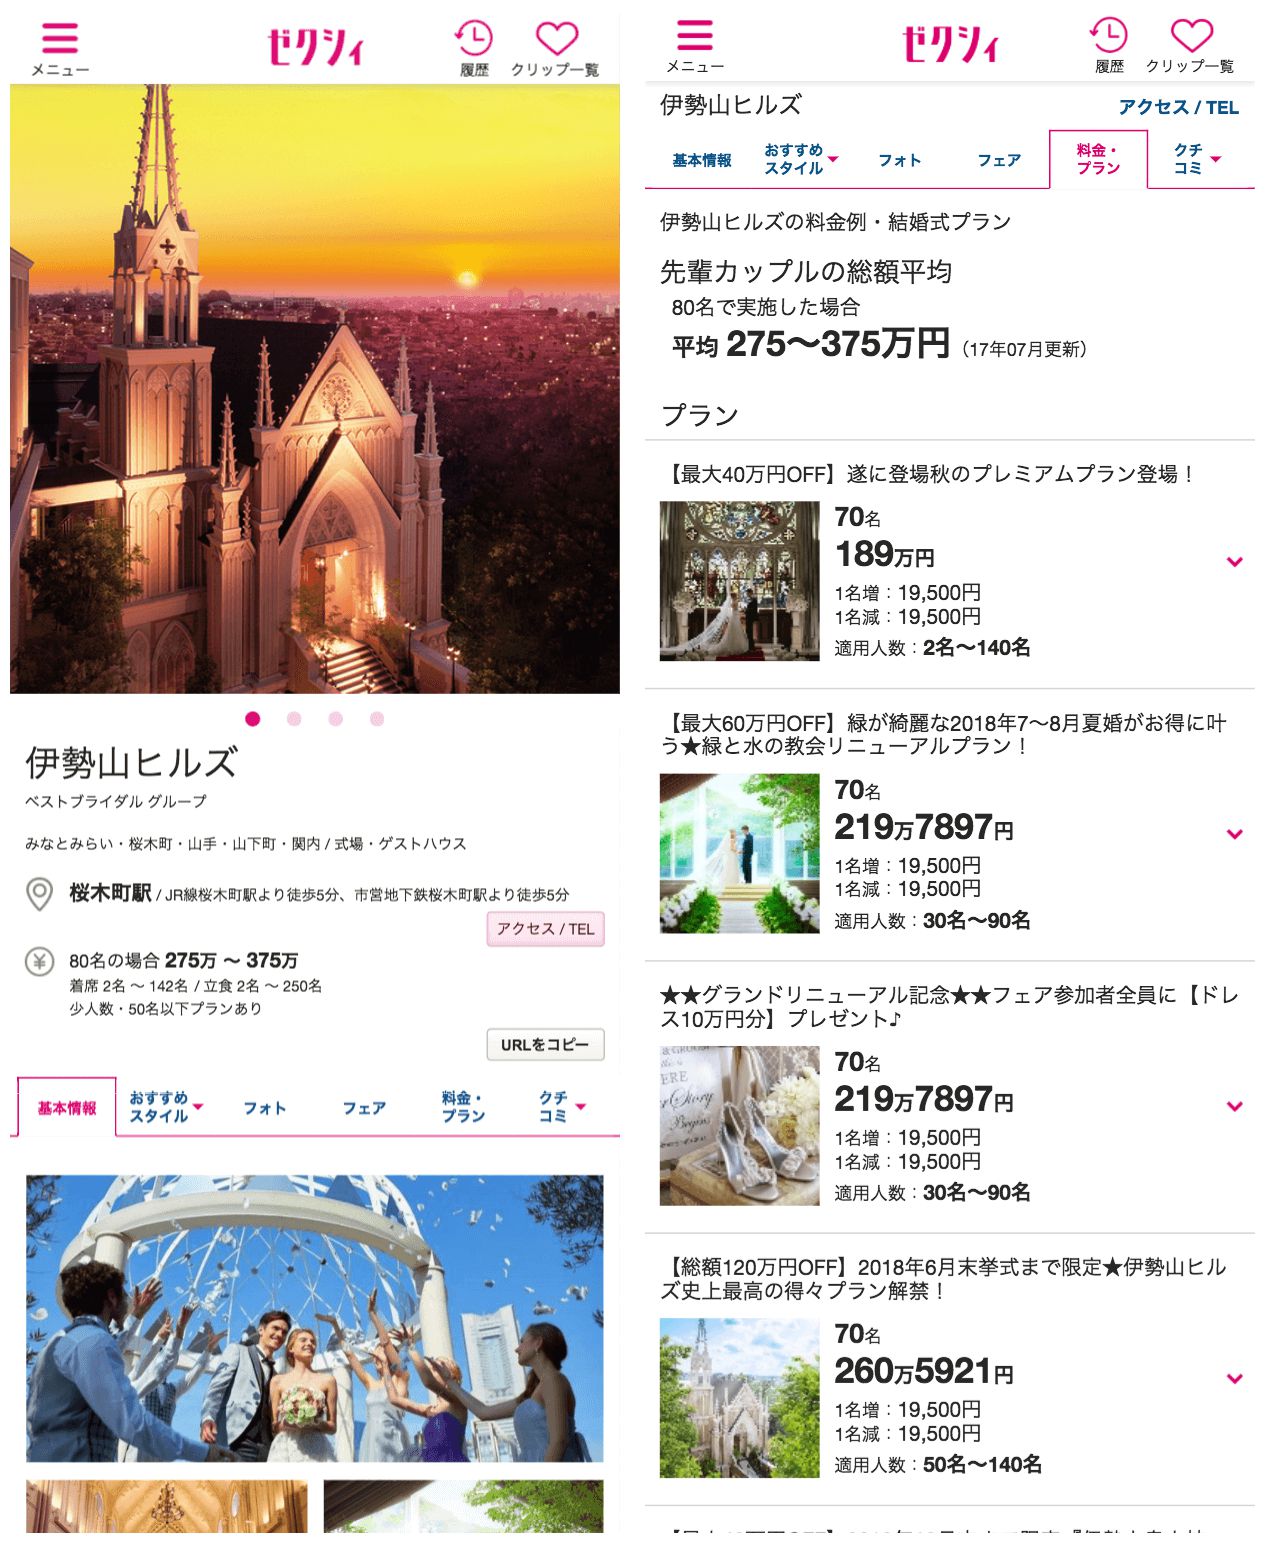 メニュー
ゼクシィ
履歴
クリップ一覧
伊勢山ヒルズ
ベストブライダル グループ
みなとみらい・桜木町・山手・山下町・関内 / 式場・ゲストハウス
桜木町駅 / JR線桜木町駅より徒歩5分、市営地下鉄桜木町駅より徒歩5分
アクセス / TEL
80名の場合 275万 〜 375万
着席 2名 〜 142名 / 立食 2名 〜 250名
少人数・50名以下プランあり
URLをコピー
基本情報
おすすめ
スタイル
フォト
フェア
料金・
プラン
クチ
コミ
メニュー
ゼクシィ
履歴
クリップ一覧
伊勢山ヒルズ
アクセス / TEL
基本情報
おすすめ
スタイル
フォト
フェア
料金・
プラン
クチ
コミ
伊勢山ヒルズの料金例・結婚式プラン
先輩カップルの総額平均
80名で実施した場合
平均 275〜375万円（17年07月更新）
プラン
【最大40万円OFF】遂に登場秋のプレミアムプラン登場！
70名
189万円
1名増：19,500円
1名減：19,500円
適用人数：2名〜140名
【最大60万円OFF】緑が綺麗な2018年7〜8月夏婚がお得に叶
う★緑と水の教会リニューアルプラン！
70名
219万7897円
1名増：19,500円
1名減：19,500円
適用人数：30名〜90名
★★グランドリニューアル記念★★フェア参加者全員に【ドレ
ス10万円分】プレゼント♪
70名
219万7897円
1名増：19,500円
1名減：19,500円
適用人数：30名〜90名
【総額120万円OFF】2018年6月末挙式まで限定★伊勢山ヒル
ズ史上最高の得々プラン解禁！
70名
260万5921円
1名増：19,500円
1名減：19,500円
適用人数：50名〜140名